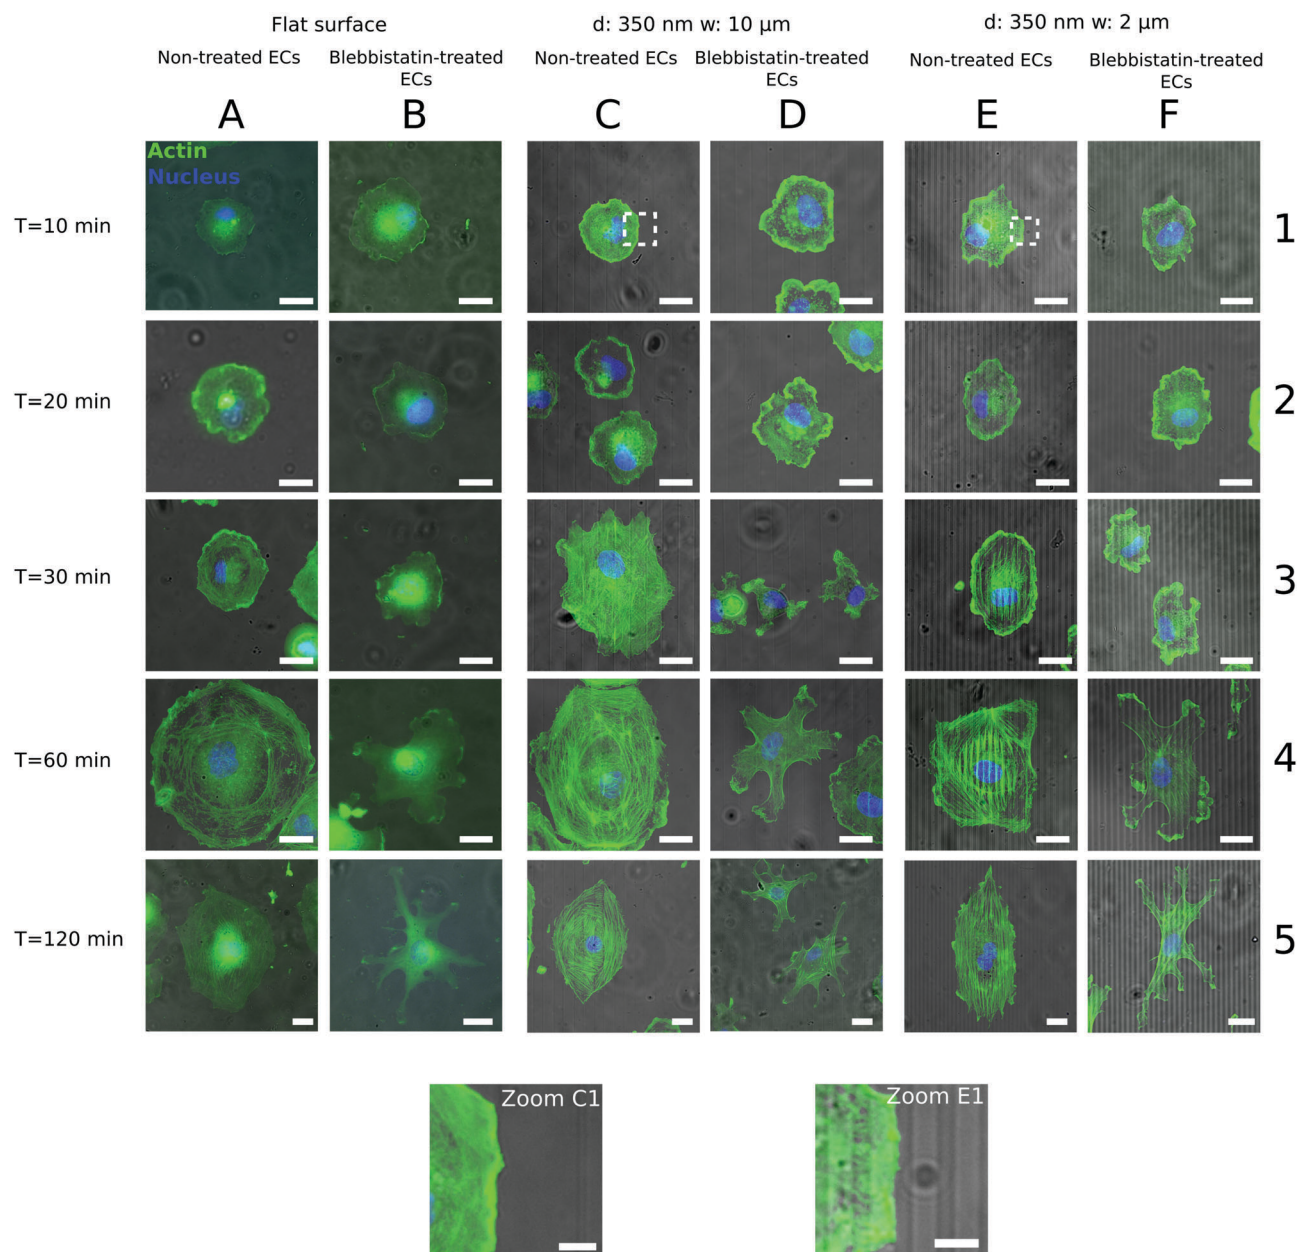 Flat surface d: 350 nm w: 10 µm d: 350 nm w: 2 µm
Non-treated ECs Blebbistatin-treated ECs Non-treated ECs Blebbistatin-treated ECs Non-treated ECs Blebbistatin-treated ECs
A B C D E F
Actin
Nucleus
T=10 min 1
T=20 min 2
T=30 min 3
T=60 min 4
T=120 min 5
Zoom C1 Zoom E1